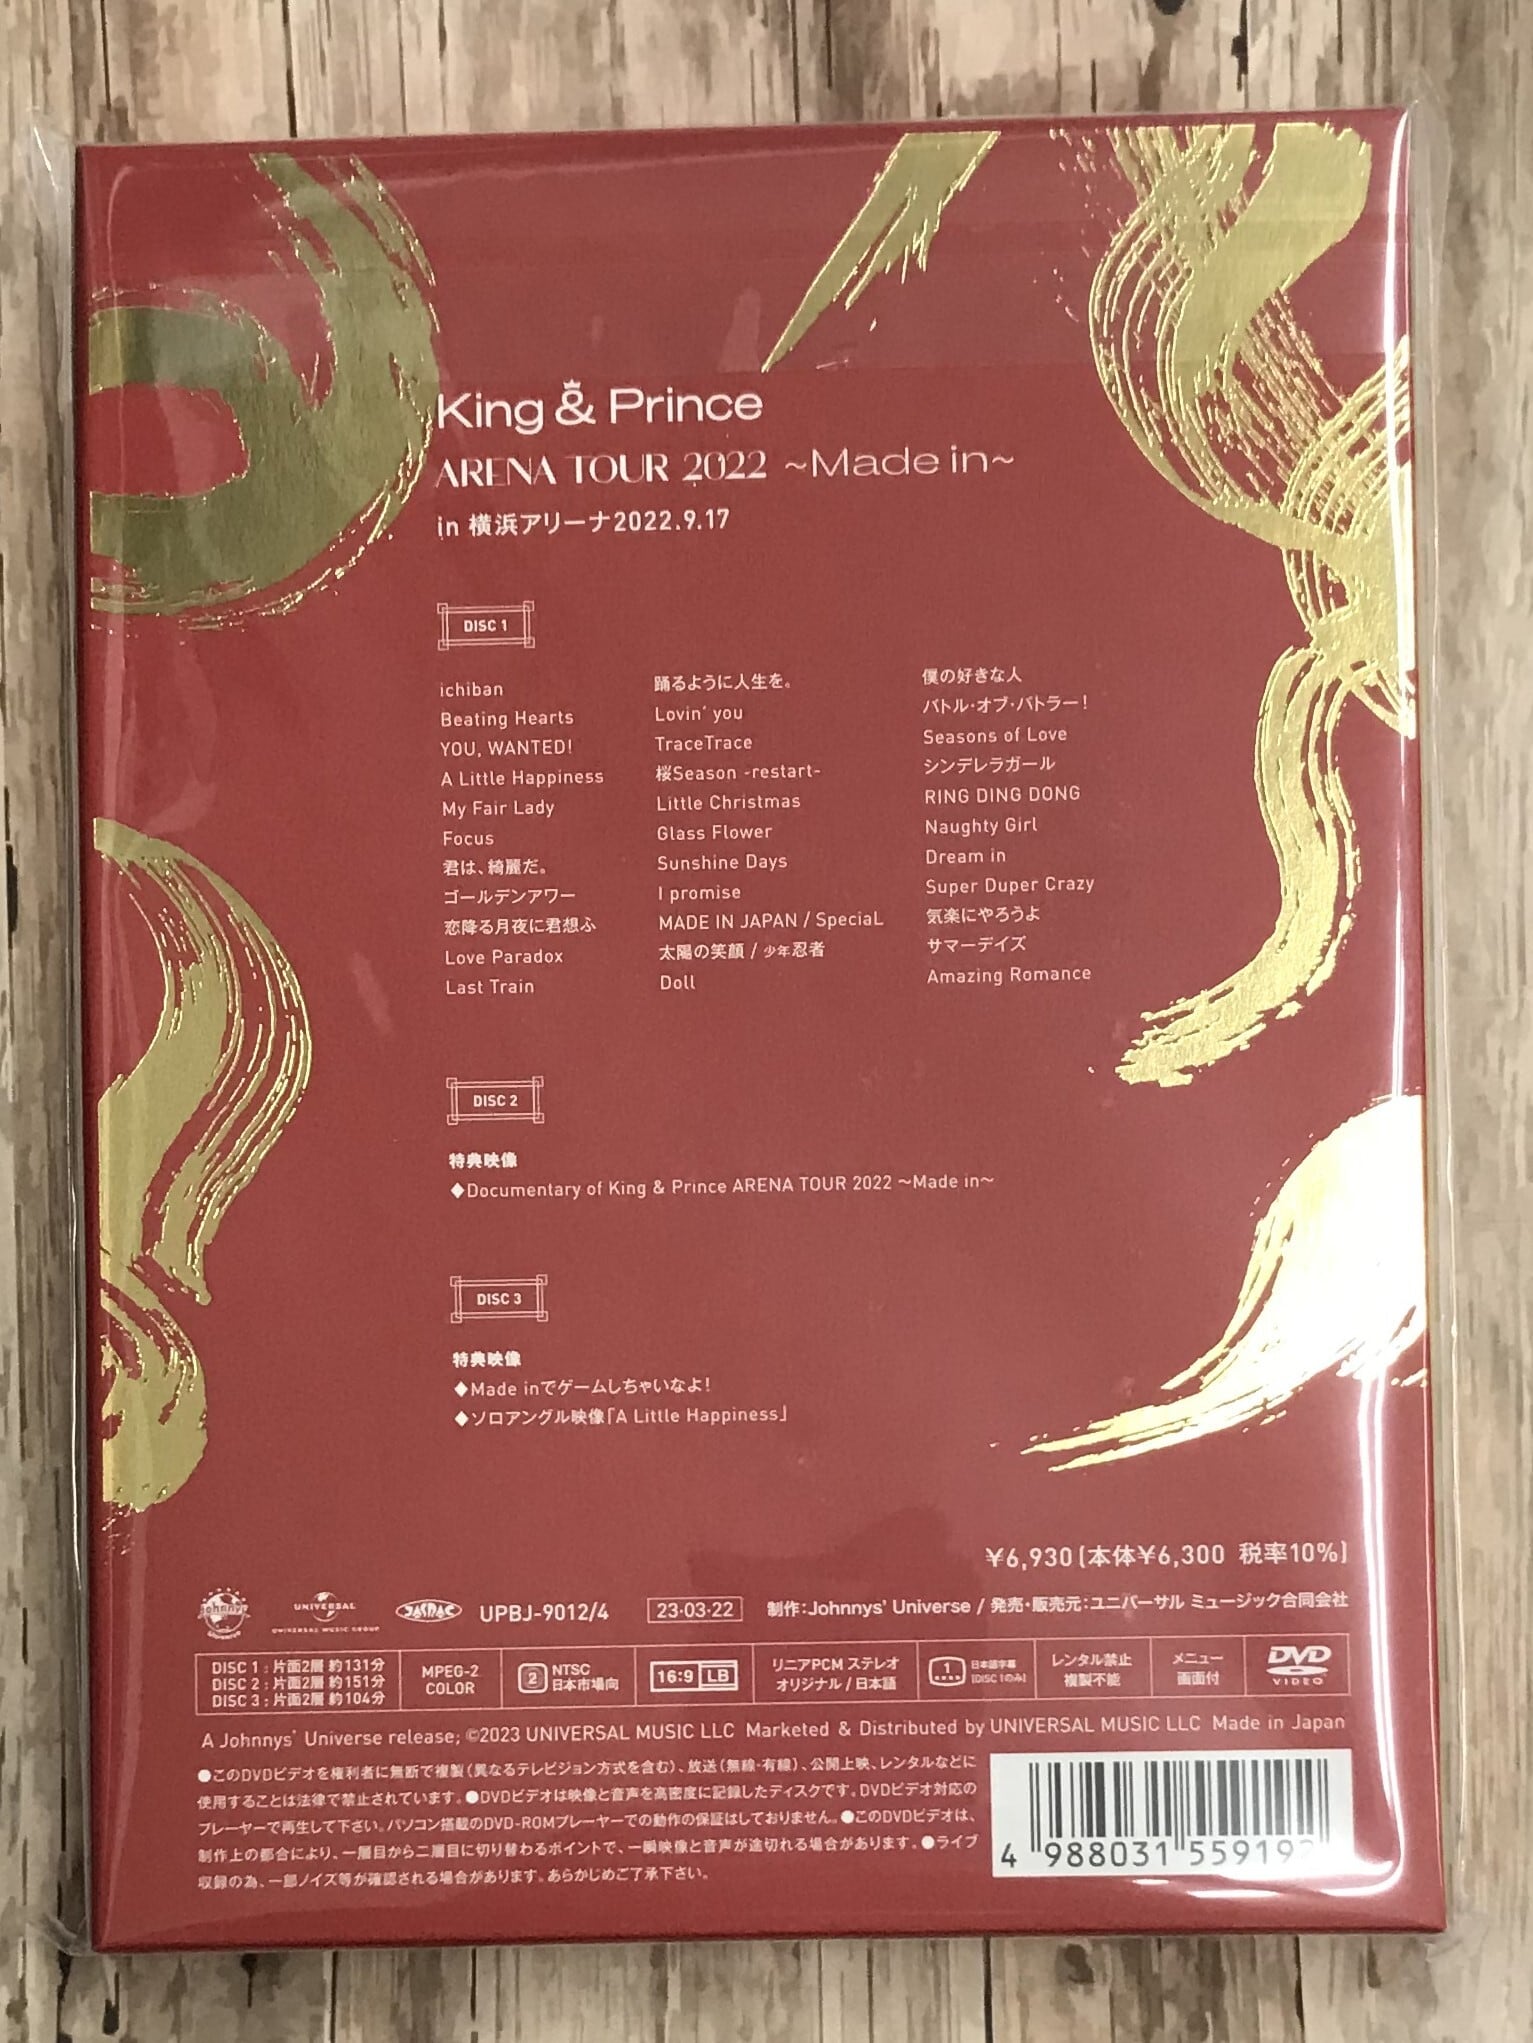 King & Prince
ARENA TOUR 2022 ~Made in~
in 横浜アリーナ2022.9.17
DISC 1
ichiban
Beating Hearts
YOU, WANTED!
A Little Happiness
My Fair Lady
Focus
君は、綺麗だ。
ゴールデンアワー
恋降る月夜に君想ふ
Love Paradox
Last Train
踊るように人生を。
Lovin' you
TraceTrace
桜Season -restart-
Little Christmas
Glass Flower
Sunshine Days
I promise
MADE IN JAPAN / SpeciaL
太陽の笑顔 / 少年忍者
Doll
僕の好きな人
バトル・オブ・バトラー!
Seasons of Love
シンデレラガール
RING DING DONG
Naughty Girl
Dream in
Super Duper Crazy
気楽にやろうよ
サマーデイズ
Amazing Romance
DISC 2
特典映像
◆Documentary of King & Prince ARENA TOUR 2022 ~Made in~
DISC 3
特典映像
◆Made inでゲームしちゃいなよ!
◆ソロアングル映像「A Little Happiness」
¥6,930(本体¥6,300 税率10%)
Johnnys' Universe
UNIVERSAL
UNIVERSAL MUSIC GROUP
JASRAC
UPBJ-9012/4
23・03・22
制作:Johnnys' Universe / 発売・販売元:ユニバーサル ミュージック合同会社
DISC 1 : 片面2層 約131分
DISC 2 : 片面2層 約151分
DISC 3 : 片面2層 約104分
MPEG-2
COLOR
2
NTSC
日本市場向
16:9 LB
リニアPCM ステレオ
オリジナル / 日本語
1
日本語字幕
[DISC 1のみ]
レンタル禁止
複製不能
メニュー
画面付
DVD
VIDEO
A Johnnys' Universe release; ©2023 UNIVERSAL MUSIC LLC Marketed & Distributed by UNIVERSAL MUSIC LLC Made in Japan
●このDVDビデオを権利者に無断で複製(異なるテレビジョン方式を含む)、放送(無線・有線)、公開上映、レンタルなどに
使用することは法律で禁止されています。●DVDビデオは映像と音声を高密度に記録したディスクです。DVDビデオ対応の
プレーヤーで再生して下さい。パソコン搭載のDVD-ROMプレーヤーでの動作の保証はしておりません。●このDVDビデオは、
制作上の都合により、一層目から二層目に切り替わるポイントで、一瞬映像と音声が途切れる場合があります。●ライブ
収録の為、一部ノイズ等が確認される場合があります。あらかじめご了承下さい。
4 988031 559192